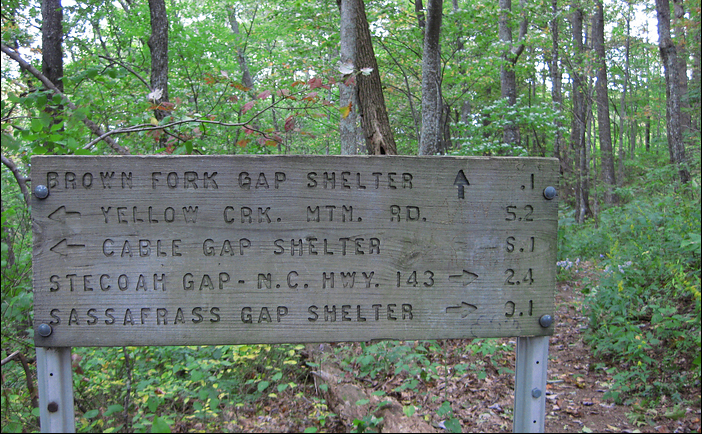 BROWN FORK GAP SHELTER ↑ .1
← YELLOW CRK. MTN. RD. 5.2
← CABLE GAP SHELTER 6.1
STECOAH GAP - N.C. HWY. 143 → 2.4
SASSAFRASS GAP SHELTER → 9.1